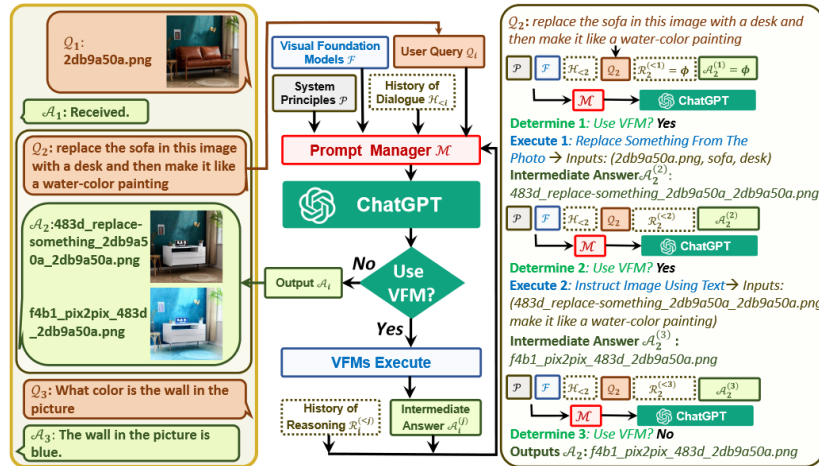 Q₁:
2db9a50a.png
A₁: Received.
Q₂: replace the sofa in this image
with a desk and then make it like
a water-color painting
A₂:483d_replace-
something_2db9a5
0a_2db9a50a.png
f4b1_pix2pix_483d
_2db9a50a.png
Q₃: What color is the wall in the
picture
A₃: The wall in the picture is
blue.
Visual Foundation
Models F
User Query Qᵢ
System
Principles P
History of
Dialogue H<ᵢ
Prompt Manager M
ChatGPT
Use
VFM?
No
Output Aᵢ
Yes
VFMs Execute
History of
Reasoning Rᵢ^(<j)
Intermediate
Answer Aᵢ^(j)
Q₂: replace the sofa in this image with a desk and
then make it like a water-color painting
P F H<₂ Q₂ R₂^(<1) = ϕ A₂^(1) = ϕ
M ChatGPT
Determine 1: Use VFM? Yes
Execute 1: Replace Something From The
Photo → Inputs: (2db9a50a.png, sofa, desk)
Intermediate Answer A₂^(2):
483d_replace-something_2db9a50a_2db9a50a.png
P F H<₂ Q₂ R₂^(<2) A₂^(2)
M ChatGPT
Determine 2: Use VFM? Yes
Execute 2: Instruct Image Using Text→ Inputs:
(483d_replace-something_2db9a50a_2db9a50a.png,
make it like a water-color painting)
Intermediate Answer A₂^(3) :
f4b1_pix2pix_483d_2db9a50a.png
P F H<₂ Q₂ R₂^(<3) A₂^(3)
M ChatGPT
Determine 3: Use VFM? No
Outputs A₂: f4b1_pix2pix_483d_2db9a50a.png